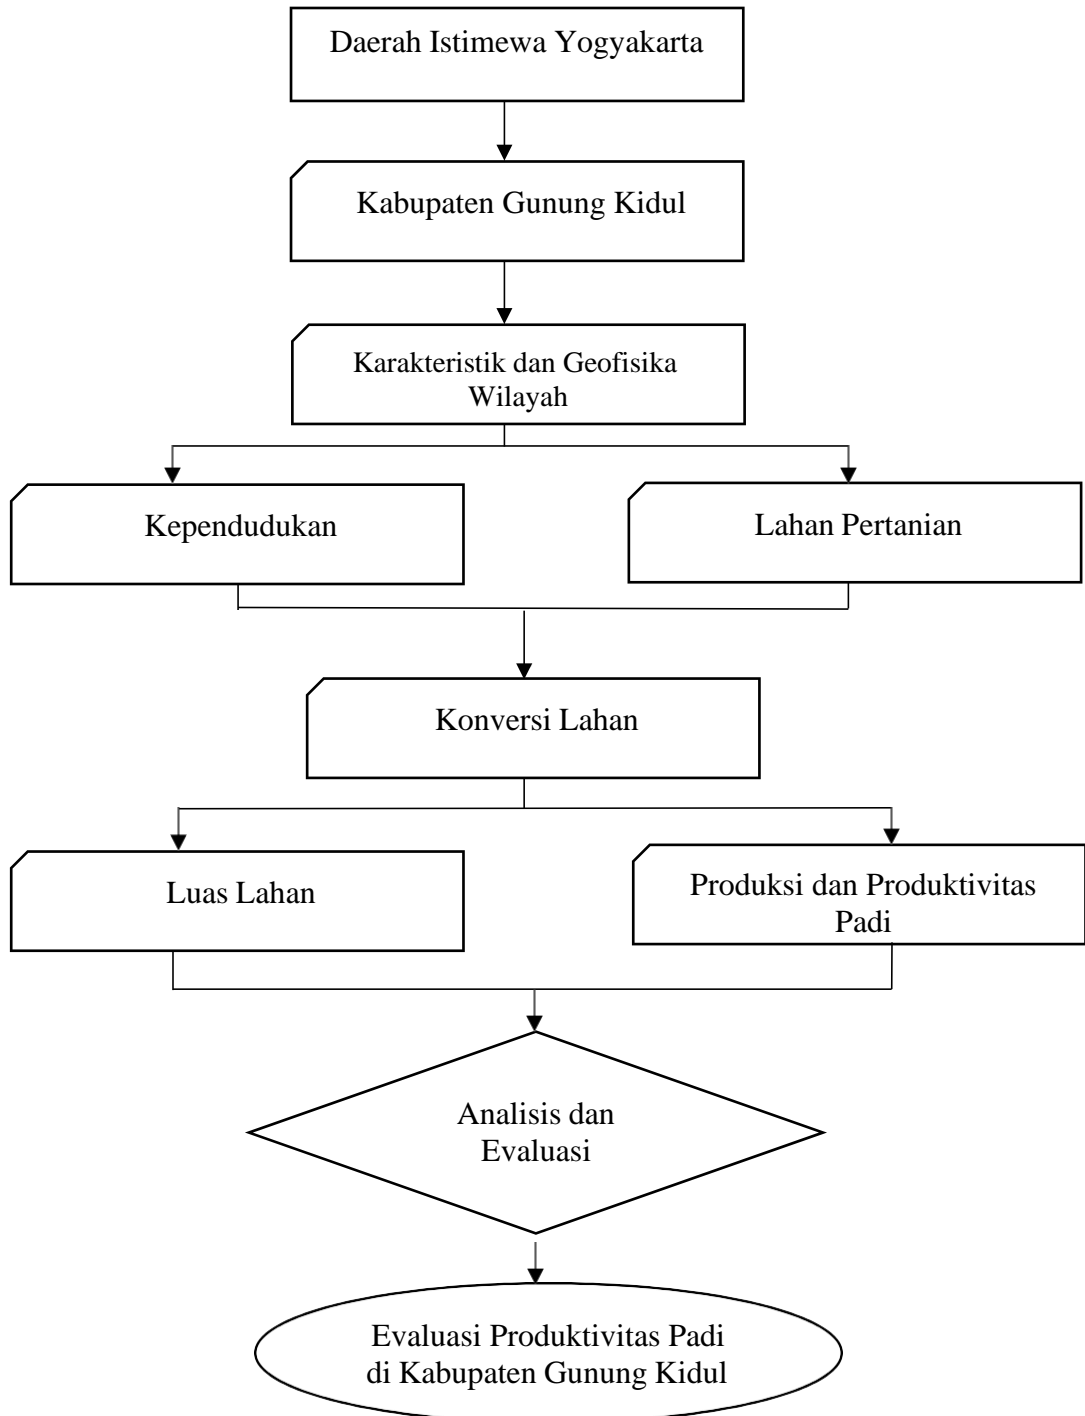 Daerah Istimewa Yogyakarta
Kabupaten Gunung Kidul
Karakteristik dan Geofisika
Wilayah
Kependudukan
Lahan Pertanian
Konversi Lahan
Luas Lahan
Produksi dan Produktivitas
Padi
Analisis dan
Evaluasi
Evaluasi Produktivitas Padi
di Kabupaten Gunung Kidul